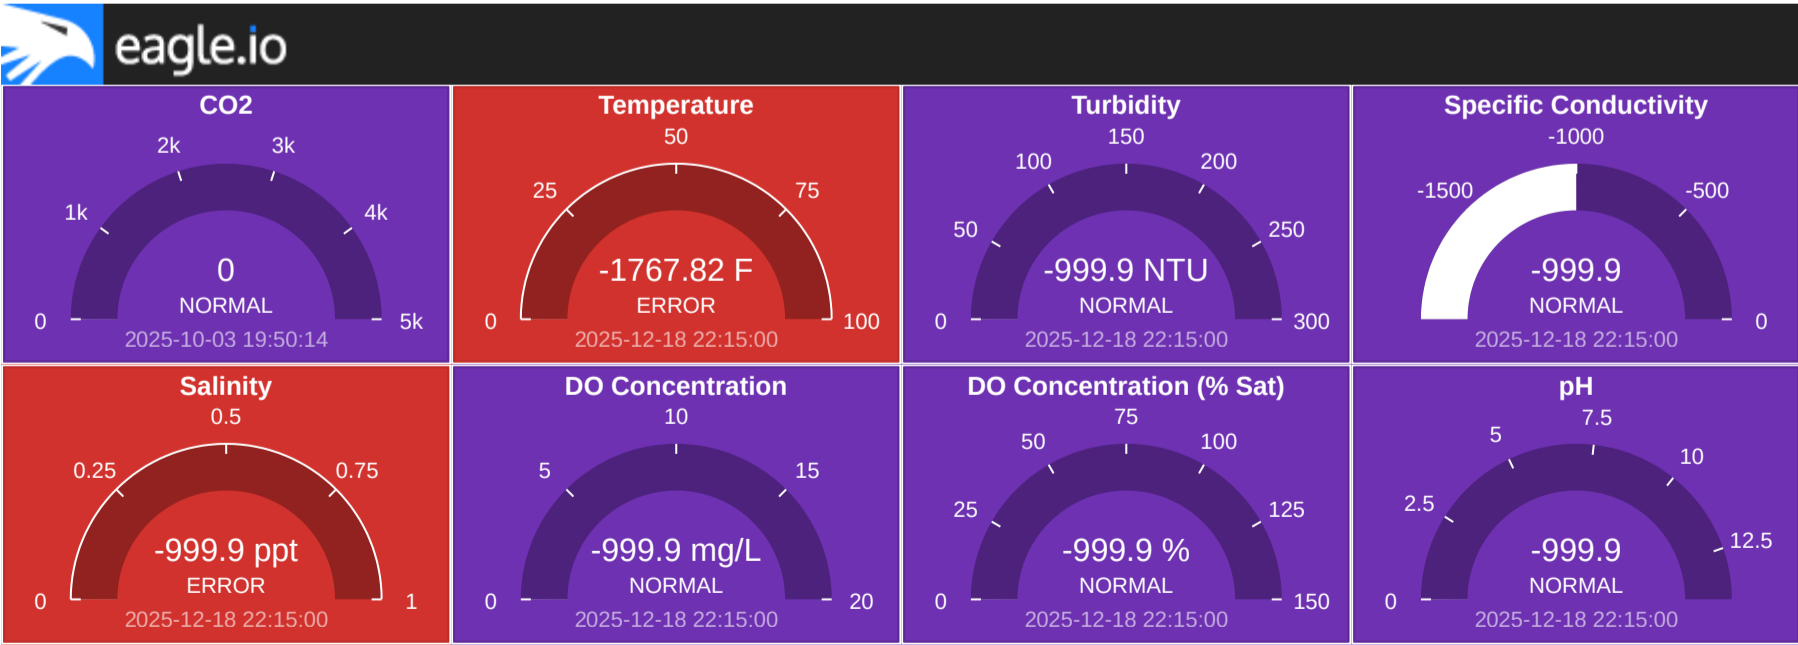 eagle.io
CO2
2k 3k
1k 4k
0
NORMAL
0 5k
2025-10-03 19:50:14
Temperature
50
25 75
-1767.82 F
ERROR
0 100
2025-12-18 22:15:00
Turbidity
150
100 200
50 250
-999.9 NTU
NORMAL
0 300
2025-12-18 22:15:00
Specific Conductivity
-1000
-1500 -500
-999.9
NORMAL
0
2025-12-18 22:15:00
Salinity
0.5
0.25 0.75
-999.9 ppt
ERROR
0 1
2025-12-18 22:15:00
DO Concentration
10
5 15
-999.9 mg/L
NORMAL
0 20
2025-12-18 22:15:00
DO Concentration (% Sat)
75
50 100
25 125
-999.9 %
NORMAL
0 150
2025-12-18 22:15:00
pH
7.5
5 10
2.5 12.5
-999.9
NORMAL
0
2025-12-18 22:15:00